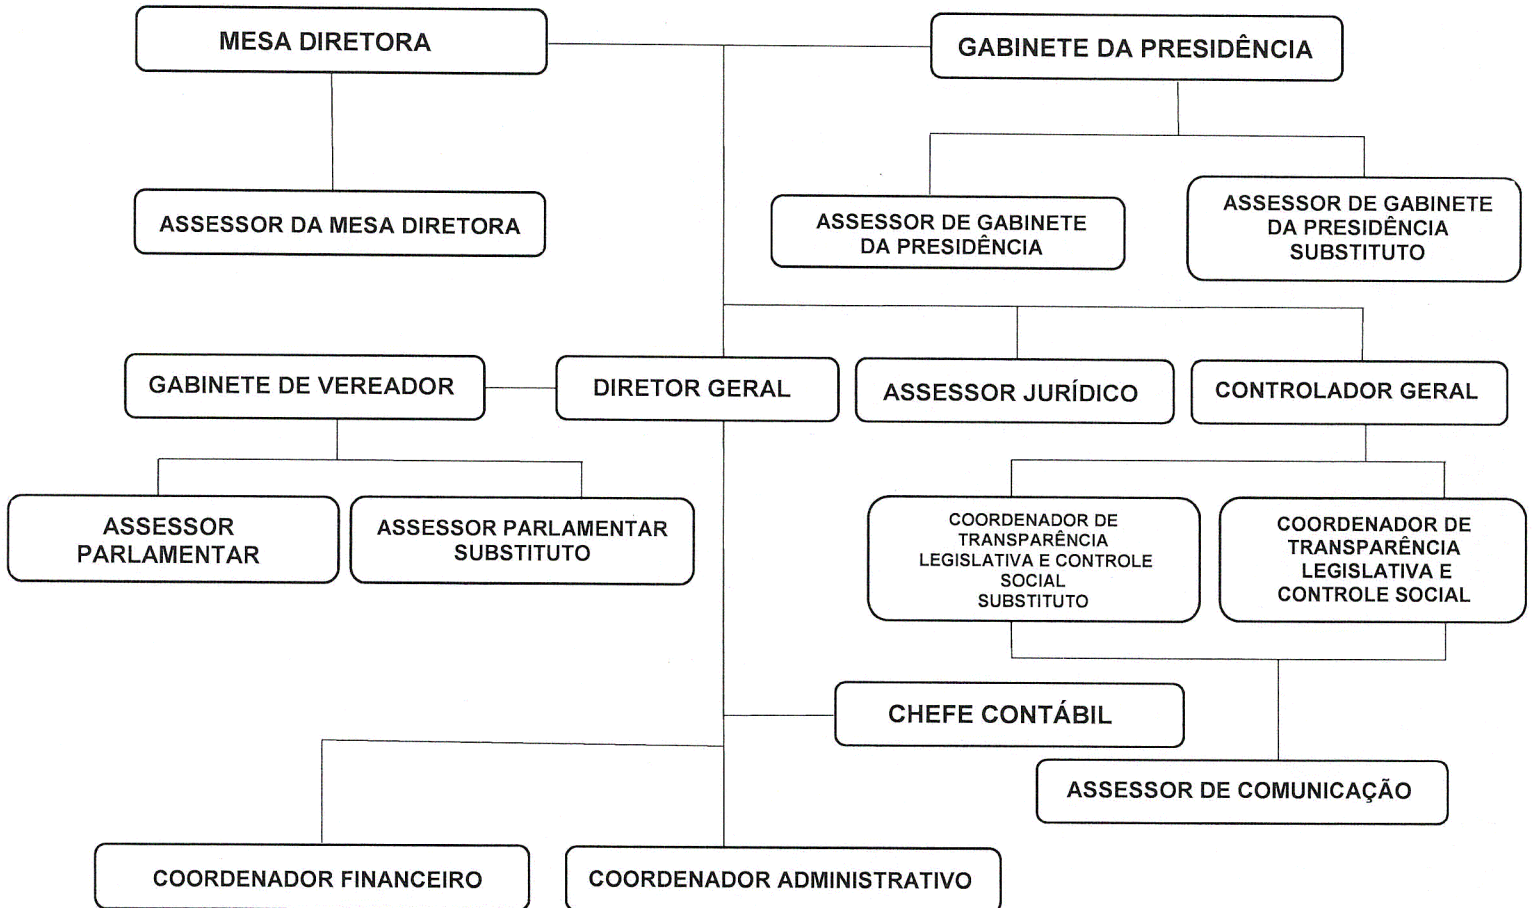 MESA DIRETORA
GABINETE DA PRESIDÊNCIA
ASSESSOR DA MESA DIRETORA
ASSESSOR DE GABINETE
DA PRESIDÊNCIA
ASSESSOR DE GABINETE
DA PRESIDÊNCIA
SUBSTITUTO
GABINETE DE VEREADOR
DIRETOR GERAL
ASSESSOR JURÍDICO
CONTROLADOR GERAL
ASSESSOR
PARLAMENTAR
ASSESSOR PARLAMENTAR
SUBSTITUTO
COORDENADOR DE
TRANSPARÊNCIA
LEGISLATIVA E CONTROLE
SOCIAL
SUBSTITUTO
COORDENADOR DE
TRANSPARÊNCIA
LEGISLATIVA E
CONTROLE SOCIAL
CHEFE CONTÁBIL
ASSESSOR DE COMUNICAÇÃO
COORDENADOR FINANCEIRO
COORDENADOR ADMINISTRATIVO